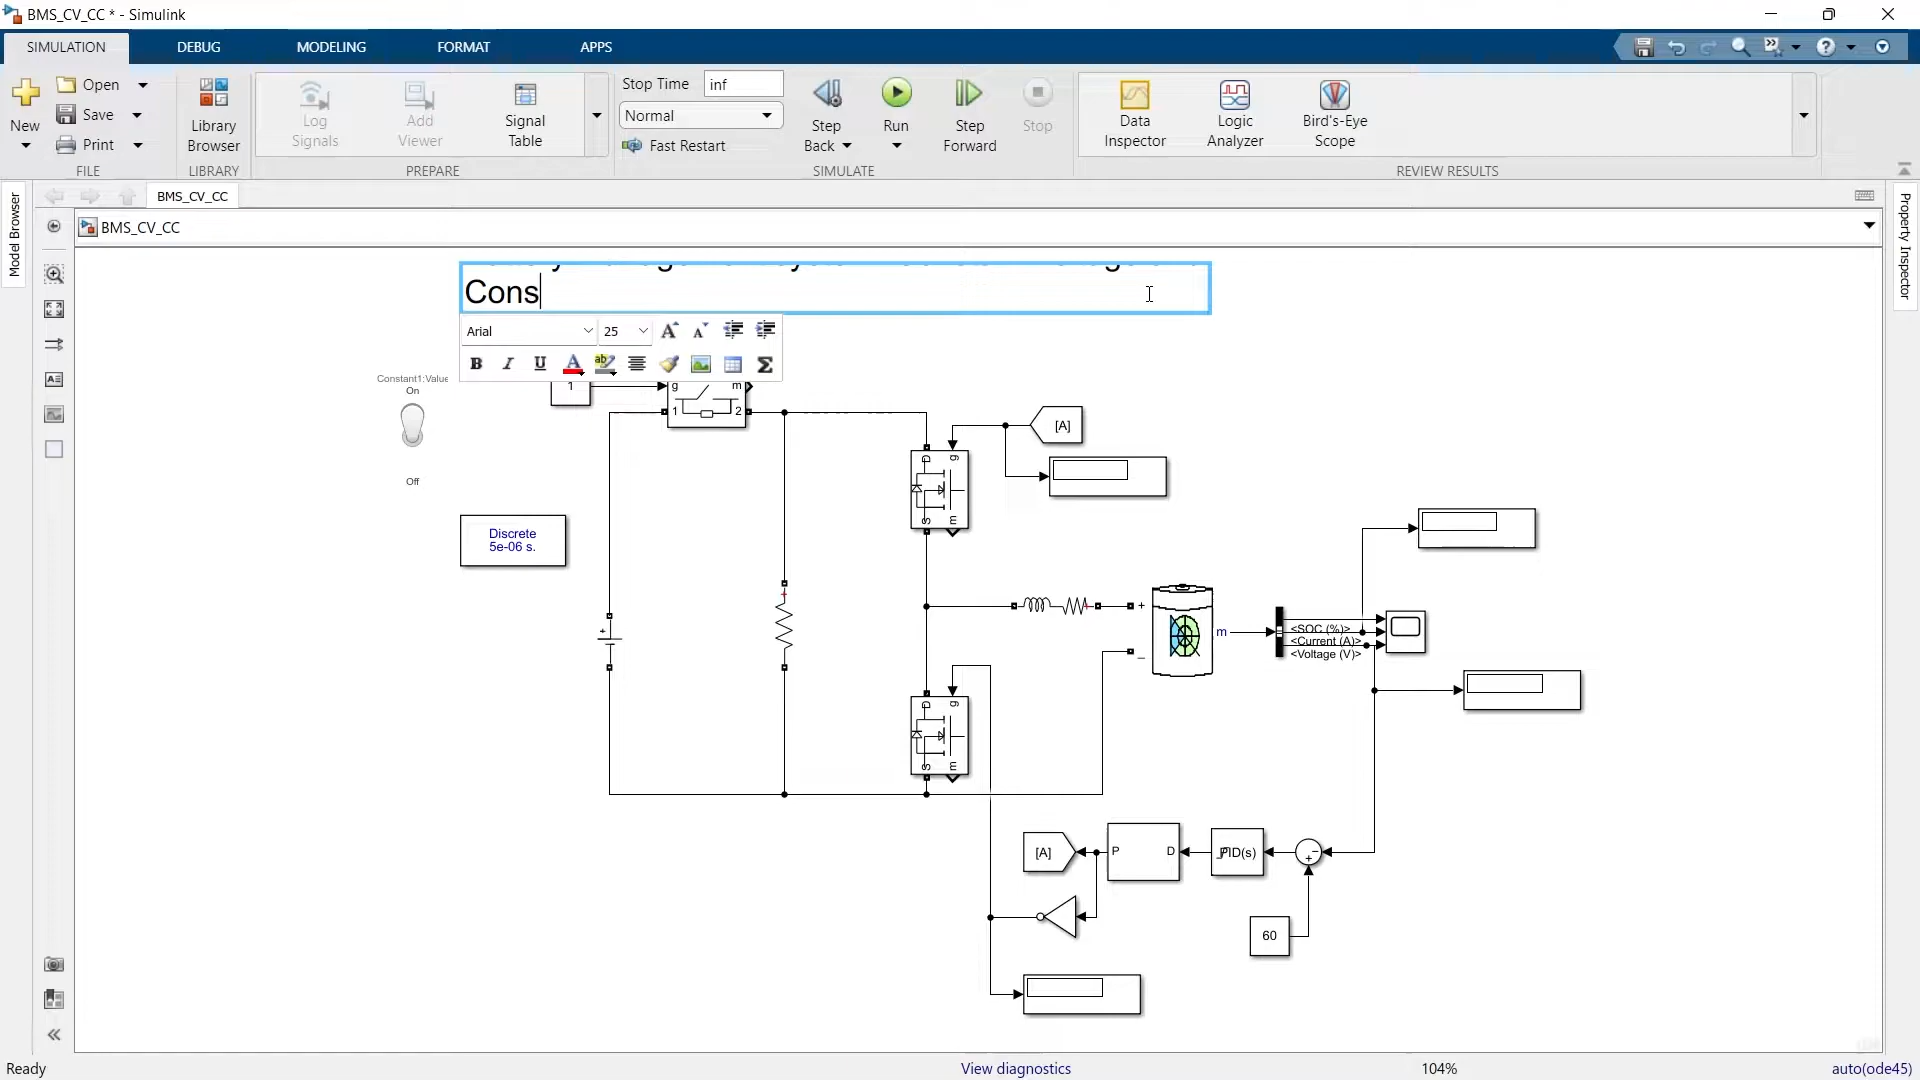 BMS_CV_CC * - Simulink
SIMULATION DEBUG MODELING FORMAT APPS
New
Open
Save
Print
FILE
Library
Browser
LIBRARY
Log
Signals
Add
Viewer
Signal
Table
PREPARE
Stop Time inf
Normal
Fast Restart
Step
Back
Run
Step
Forward
Stop
SIMULATE
Data
Inspector
Logic
Analyzer
Bird's-Eye
Scope
REVIEW RESULTS
BMS_CV_CC
BMS_CV_CC
Model Browser
Property Inspector
Cons
Arial 25
B I U A ab Σ
Constant1:Value
On
Off
1
g m
1 2
Discrete
5e-06 s.
+
D g
S m
[A]
+
_
m
<SOC (%)>
<Current (A)>
<Voltage (V)>
D g
S m
[A]
P D
PID(s)
−
+
60
Ready View diagnostics 104% auto(ode45)